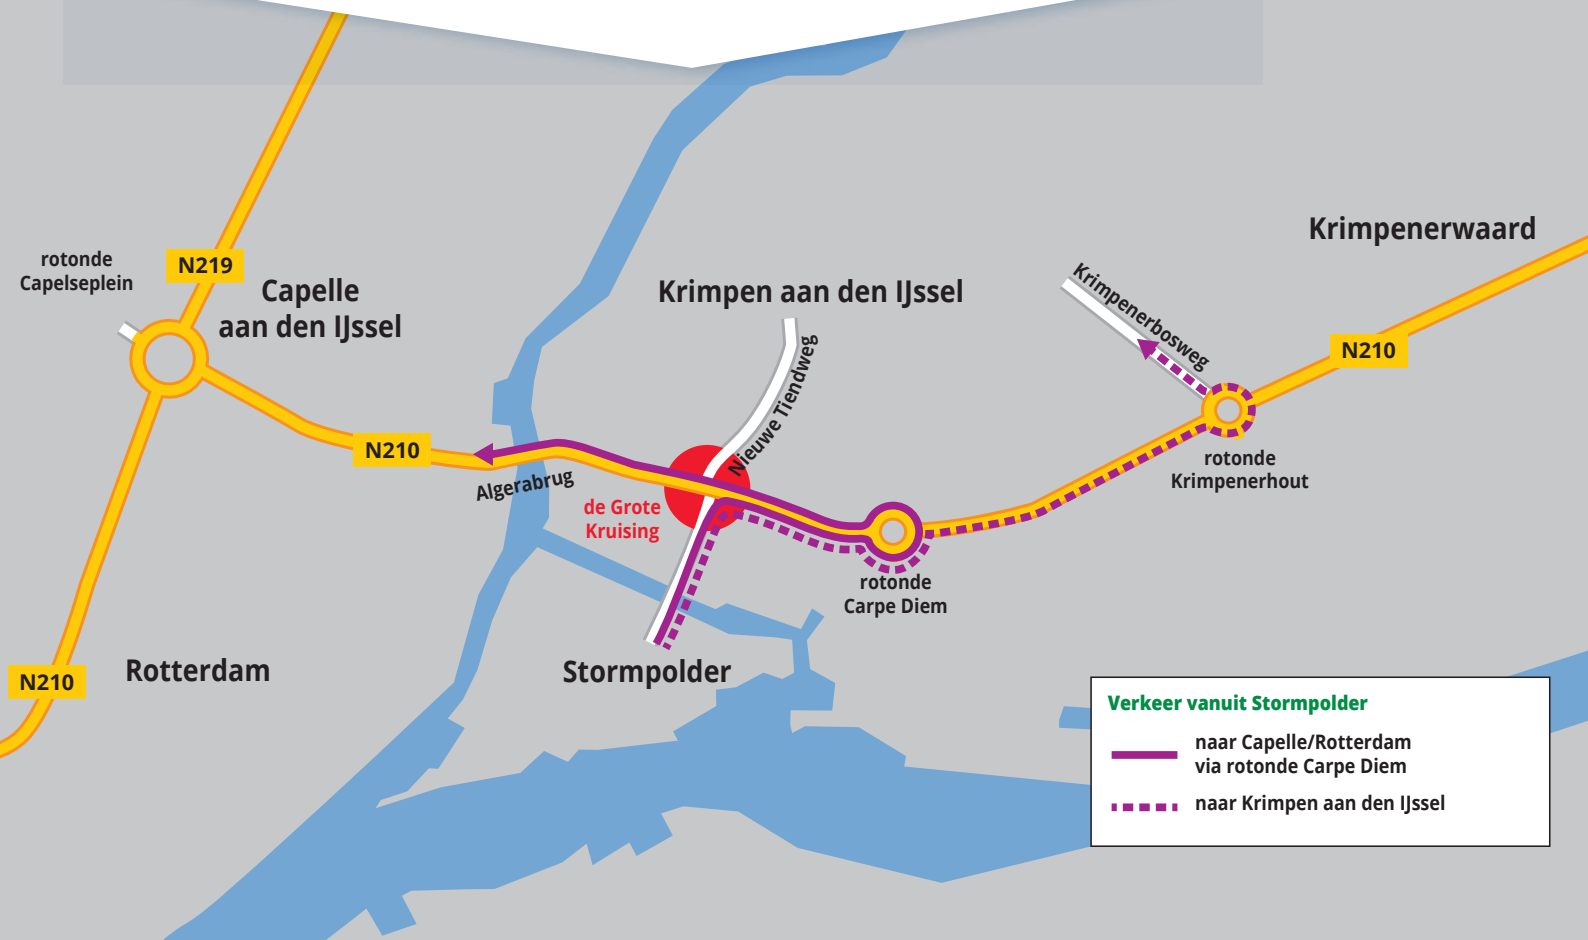 Krimpenerwaard
rotonde
Capelseplein
N219
Capelle
aan den IJssel
Krimpen aan den IJssel
Krimpenerbosweg
N210
Nieuwe Tiendweg
N210
Algerabrug
de Grote
Kruising
rotonde
Krimpenerhout
rotonde
Carpe Diem
Rotterdam
N210
Stormpolder
Verkeer vanuit Stormpolder
naar Capelle/Rotterdam
via rotonde Carpe Diem
naar Krimpen aan den IJssel